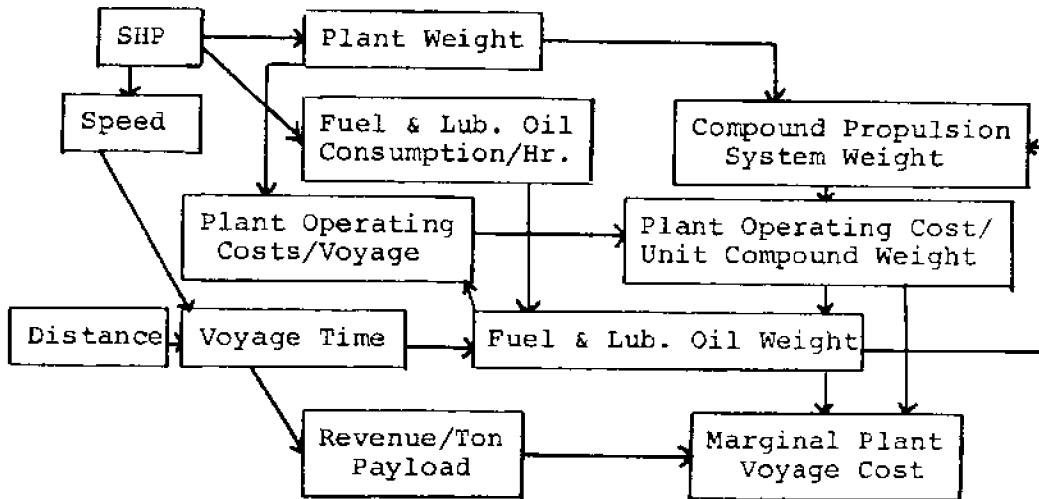 SHP
Plant Weight
Speed
Fuel & Lub. Oil
Consumption/Hr.
Compound Propulsion
System Weight
Plant Operating
Costs/Voyage
Plant Operating Cost/
Unit Compound Weight
Distance
Voyage Time
Fuel & Lub. Oil Weight
Revenue/Ton
Payload
Marginal Plant
Voyage Cost